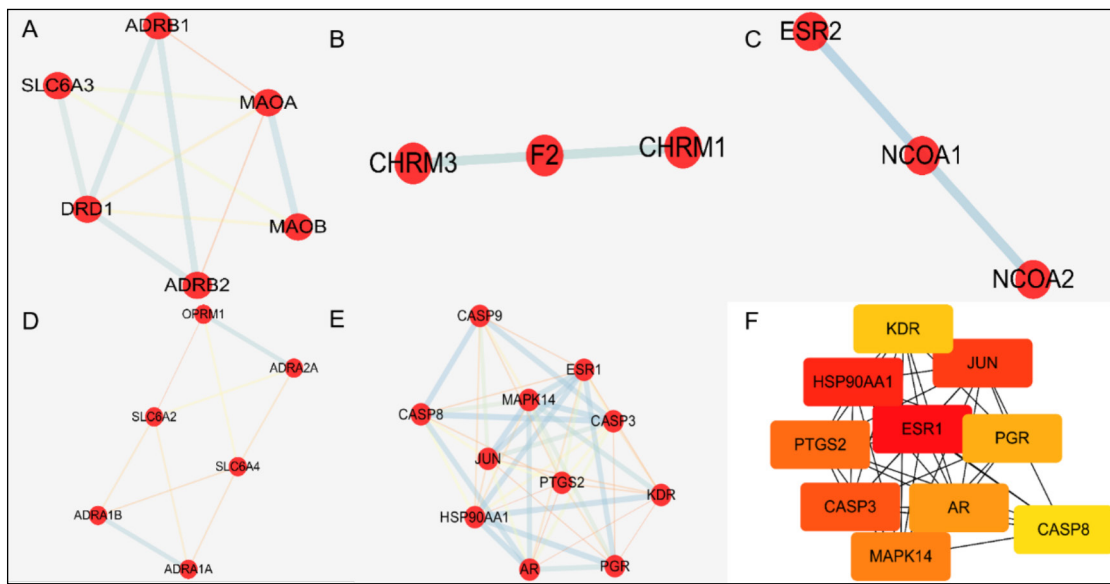 A
ADRB1
SLC6A3
MAOA
DRD1
MAOB
ADRB2
B
CHRM3
F2
CHRM1
C
ESR2
NCOA1
NCOA2
D
OPRM1
ADRA2A
SLC6A2
SLC6A4
ADRA1B
ADRA1A
E
CASP9
ESR1
MAPK14
CASP8
CASP3
JUN
PTGS2
KDR
HSP90AA1
AR
PGR
F
KDR
JUN
HSP90AA1
ESR1
PGR
PTGS2
CASP3
AR
CASP8
MAPK14